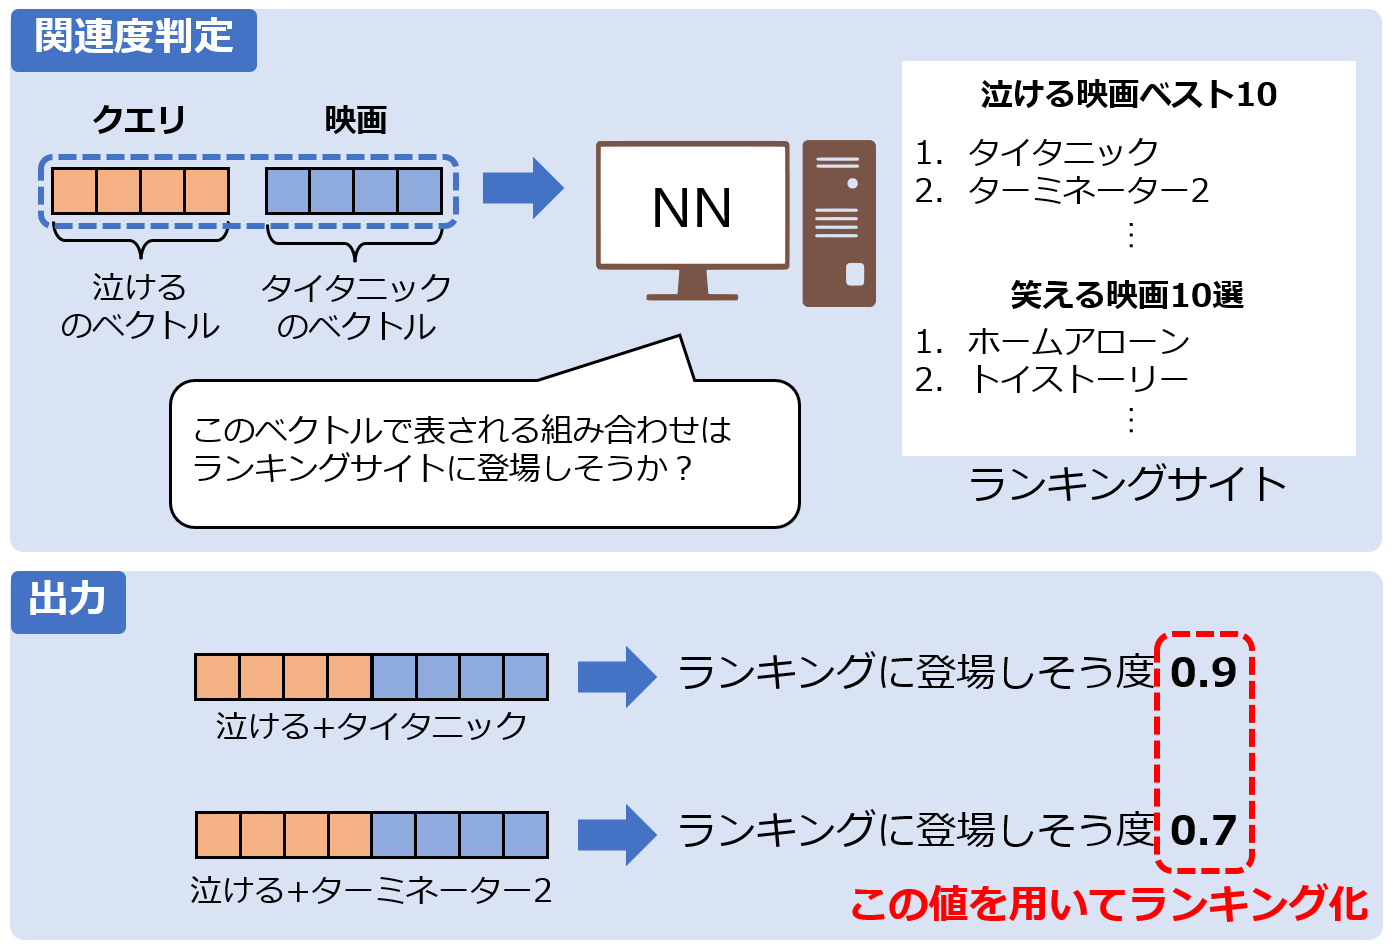 関連度判定
クエリ
映画
泣ける
のベクトル
タイタニック
のベクトル
NN
このベクトルで表される組み合わせは
ランキングサイトに登場しそうか？
泣ける映画ベスト10
1. タイタニック
2. ターミネーター2
⋮
笑える映画10選
1. ホームアローン
2. トイストーリー
⋮
ランキングサイト
出力
泣ける+タイタニック
ランキングに登場しそう度 0.9
泣ける+ターミネーター2
ランキングに登場しそう度 0.7
この値を用いてランキング化